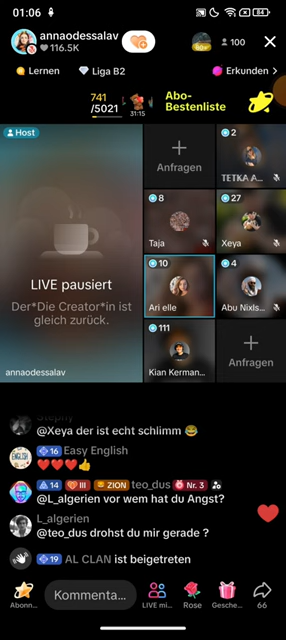 01:06
84
annaodessalav
116.5K
60+
100
Lernen
Liga B2
Erkunden >
741
/5021
31:15
Abo-
Bestenliste
Host
LIVE pausiert
Der*Die Creator*in ist
gleich zurück.
annaodessalav
Anfragen
2
TETKA A...
8
Taja
27
Xeya
10
Ari elle
4
Abu Nixls...
111
Kian Kerman...
Anfragen
Stephy
@Xeya der ist echt schlimm 😂
16 Easy English
❤️❤️❤️👍
14 III ZION teo_dus Nr. 3
@L_algerien vor wem hat du Angst?
L_algerien
@teo_dus drohst du mir gerade ?
19 AL CLAN ist beigetreten
Kommenta...
Abonn...
LIVE mi...
Rose
Gesche...
66